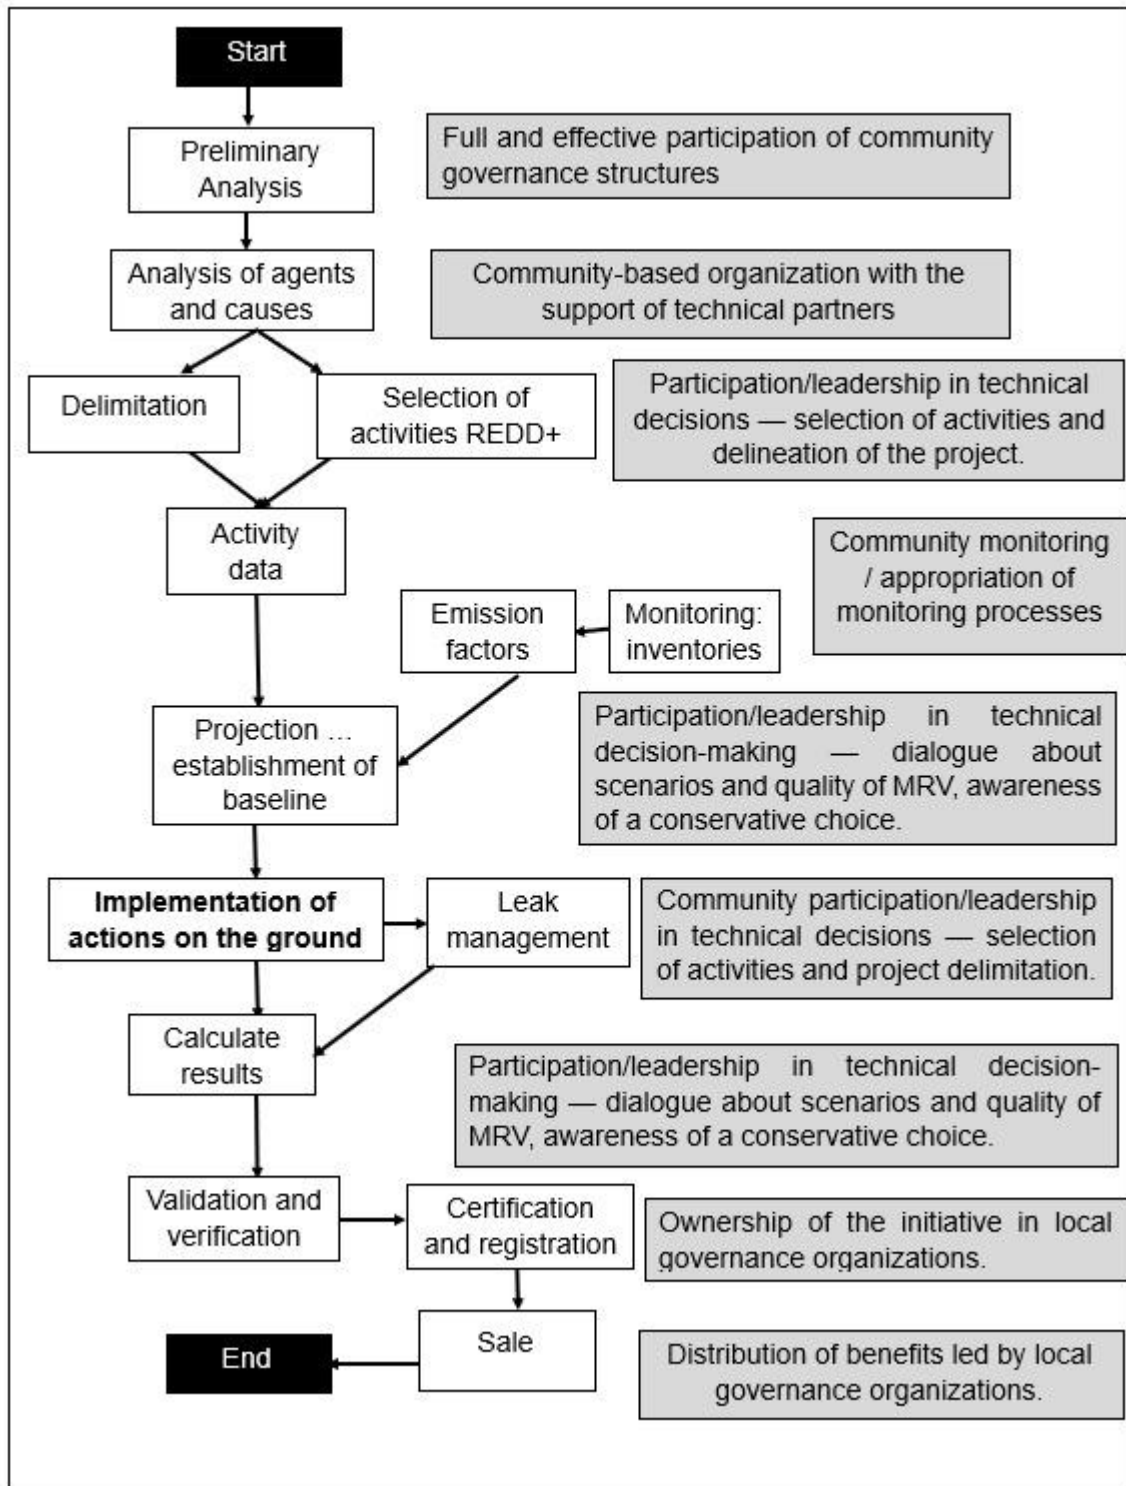 Start
Preliminary
Analysis
Full and effective participation of community
governance structures
Analysis of agents
and causes
Community-based organization with the
support of technical partners
Delimitation
Selection of
activities REDD+
Participation/leadership in technical
decisions — selection of activities and
delineation of the project.
Activity
data
Community monitoring
/ appropriation of
monitoring processes
Emission
factors
Monitoring:
inventories
Projection ...
establishment of
baseline
Participation/leadership in technical
decision-making — dialogue about
scenarios and quality of MRV, awareness
of a conservative choice.
Implementation of
actions on the ground
Leak
management
Community participation/leadership
in technical decisions — selection
of activities and project delimitation.
Calculate
results
Participation/leadership in technical decision-
making — dialogue about scenarios and quality of
MRV, awareness of a conservative choice.
Validation and
verification
Certification
and registration
Ownership of the initiative in local
governance organizations.
Sale
End
Distribution of benefits led by local
governance organizations.